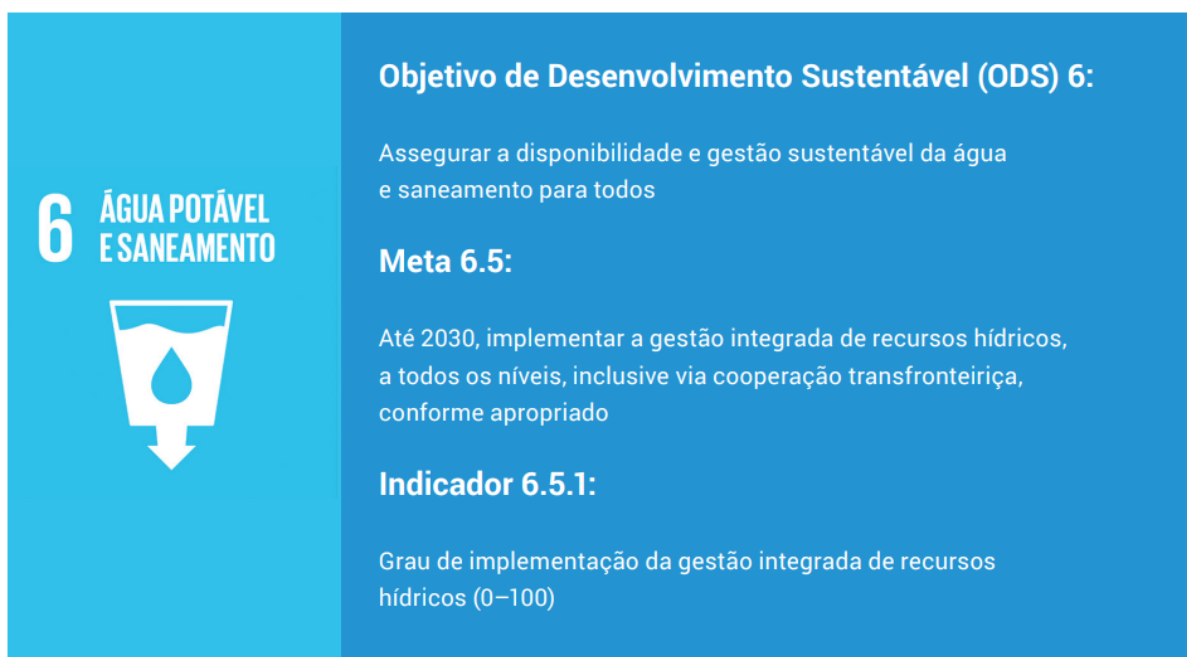 6 ÁGUA POTÁVEL
E SANEAMENTO
Objetivo de Desenvolvimento Sustentável (ODS) 6:
Assegurar a disponibilidade e gestão sustentável da água
e saneamento para todos
Meta 6.5:
Até 2030, implementar a gestão integrada de recursos hídricos,
a todos os níveis, inclusive via cooperação transfronteiriça,
conforme apropriado
Indicador 6.5.1:
Grau de implementação da gestão integrada de recursos
hídricos (0–100)